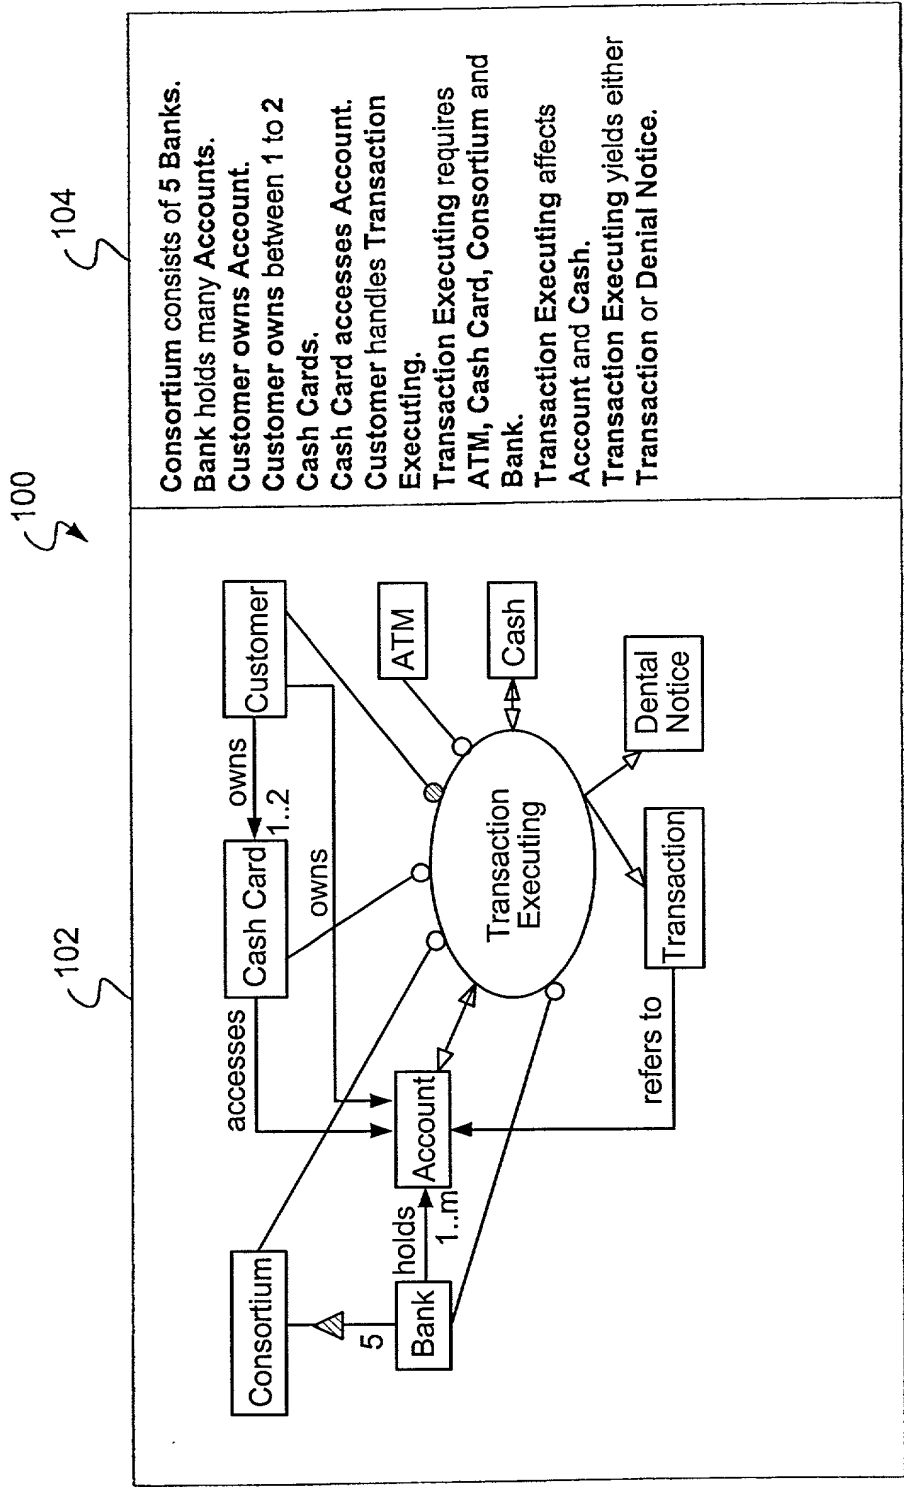 100
102
104
Consortium
5
Bank
holds
1..m
Account
accesses
Cash Card
owns
1..2
Customer
owns
ATM
Cash
Transaction
Executing
Dental
Notice
Transaction
refers to
Consortium consists of 5 Banks.
Bank holds many Accounts.
Customer owns Account.
Customer owns between 1 to 2
Cash Cards.
Cash Card accesses Account.
Customer handles Transaction
Executing.
Transaction Executing requires
ATM, Cash Card, Consortium and
Bank.
Transaction Executing affects
Account and Cash.
Transaction Executing yields either
Transaction or Denial Notice.